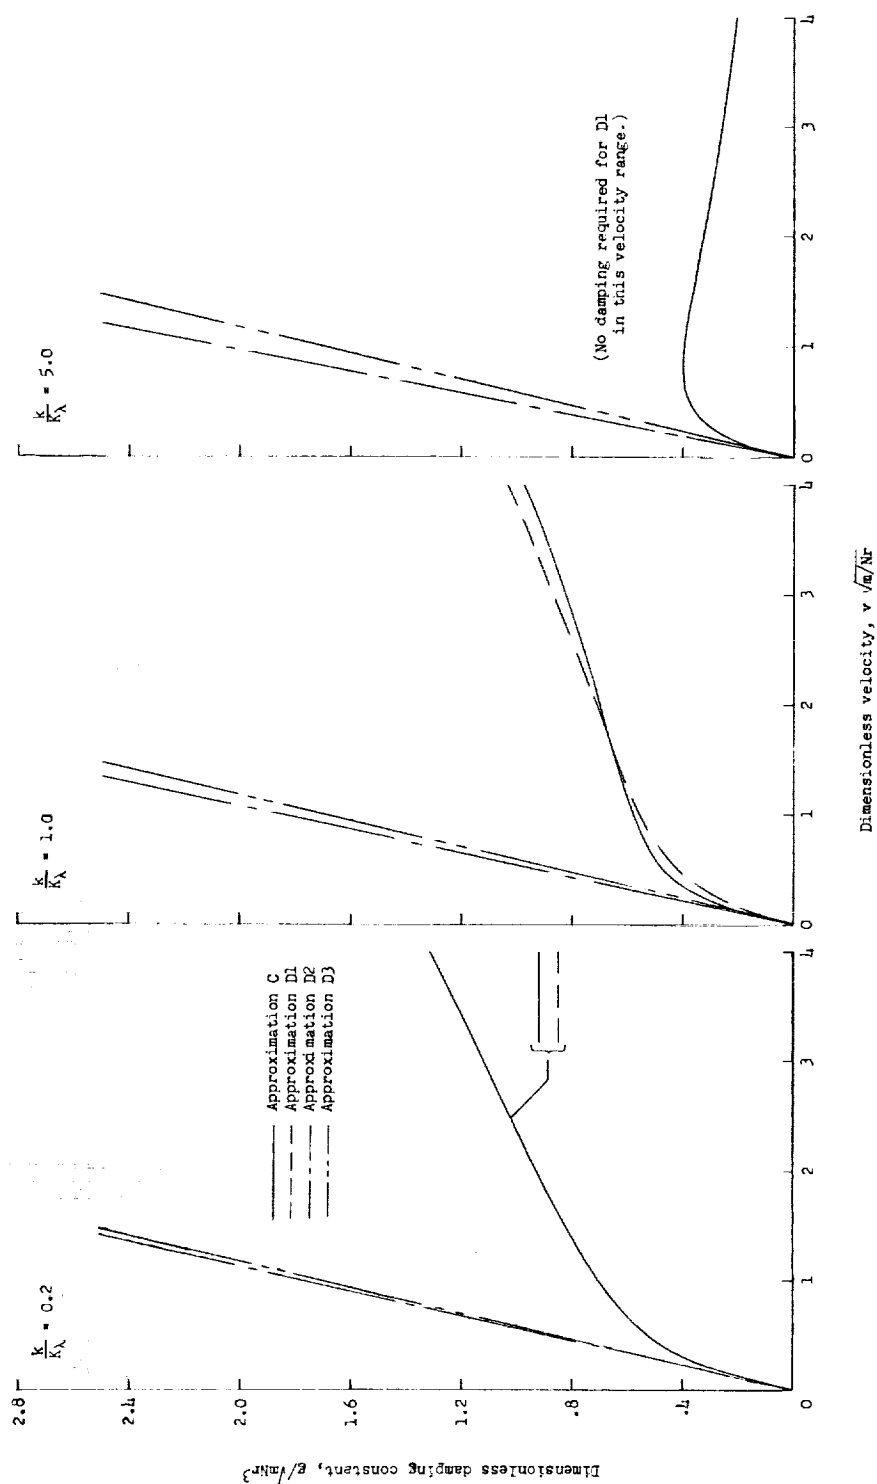 k/K_λ = 0.2
k/K_λ = 1.0
k/K_λ = 5.0
Approximation C
Approximation D1
Approximation D2
Approximation D3
(No damping required for D1
in this velocity range.)
2.8
2.4
2.0
1.6
1.2
.8
.4
0
Dimensionless damping constant, g/√mNr³
0 1 2 3 4
0 1 2 3 4
0 1 2 3 4
Dimensionless velocity, v √m/Nr